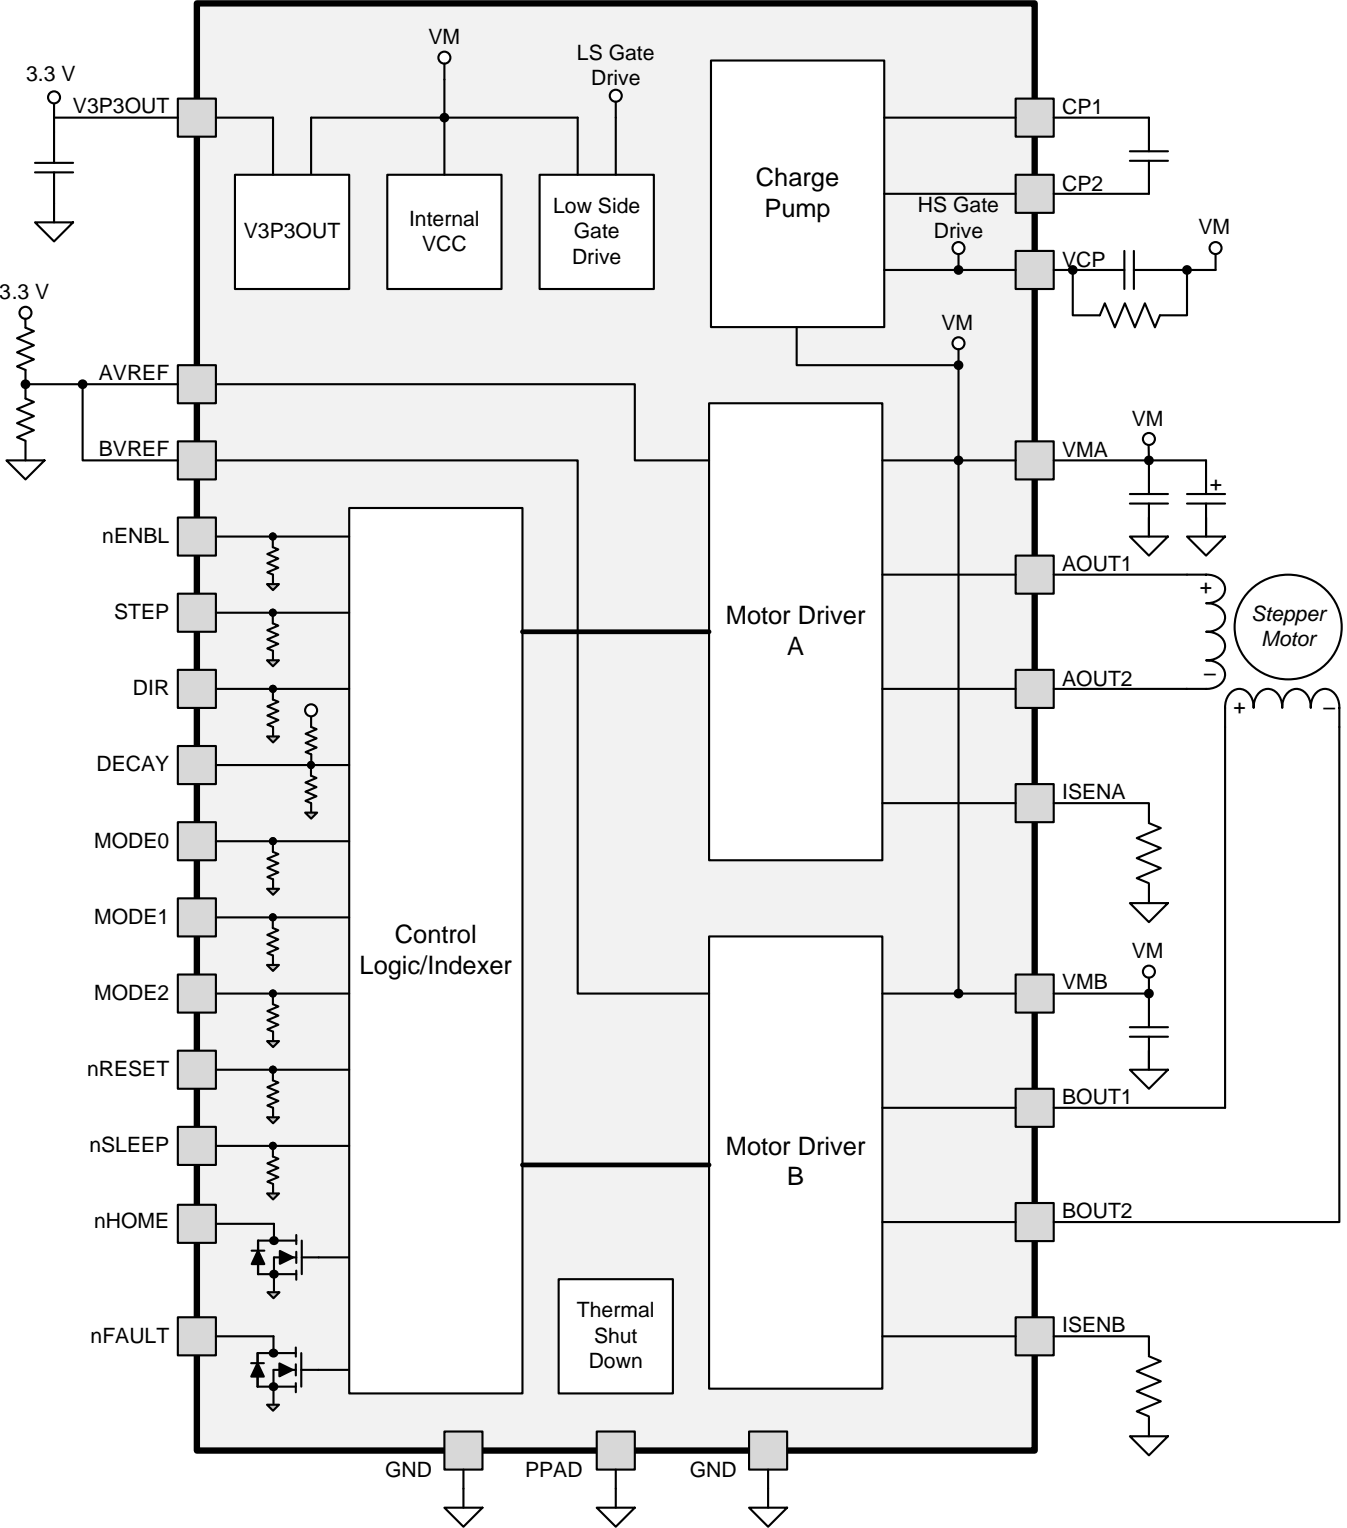 VM
LS Gate
Drive
3.3 V
V3P3OUT
CP1
CP2
Charge
Pump
V3P3OUT
Internal
VCC
Low Side
Gate
Drive
HS Gate
Drive
VCP
VM
3.3 V
VM
AVREF
BVREF
VM
VMA
+
nENBL
STEP
DIR
DECAY
MODE0
MODE1
MODE2
nRESET
nSLEEP
nHOME
nFAULT
Control
Logic/Indexer
Motor Driver
A
AOUT1
+
Stepper
Motor
AOUT2
–
+ –
ISENA
VM
VMB
BOUT1
Motor Driver
B
BOUT2
Thermal
Shut
Down
ISENB
GND
PPAD
GND